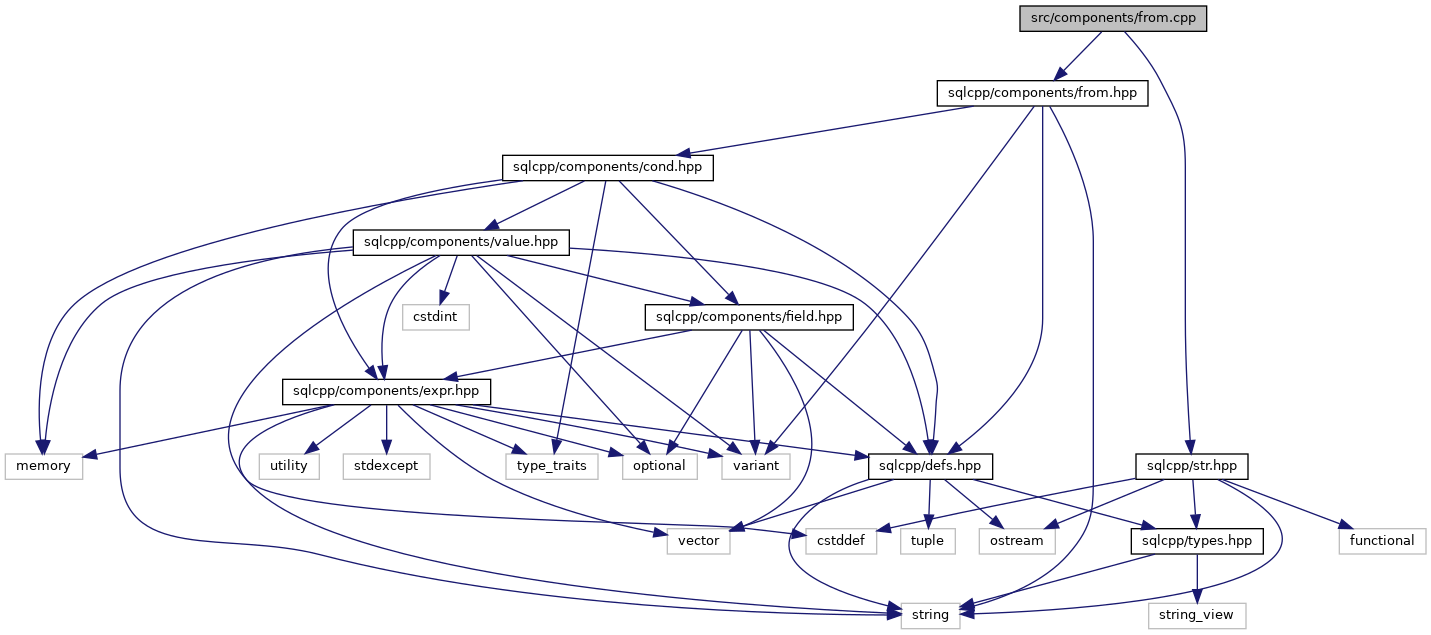 src/components/from.cpp
sqlcpp/components/from.hpp
sqlcpp/components/cond.hpp
sqlcpp/components/value.hpp
cstdint
sqlcpp/components/field.hpp
sqlcpp/components/expr.hpp
memory
utility
stdexcept
type_traits
optional
variant
sqlcpp/defs.hpp
sqlcpp/str.hpp
vector
cstddef
tuple
ostream
sqlcpp/types.hpp
functional
string
string_view